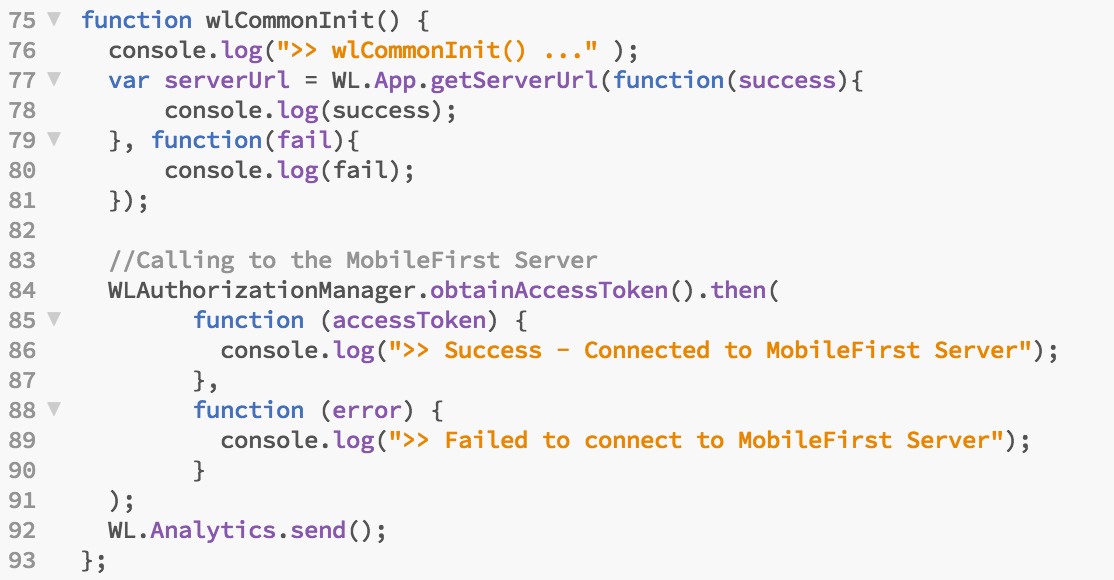 75 ▼ function wlCommonInit() {
76     console.log(">> wlCommonInit() ..." );
77 ▼   var serverUrl = WL.App.getServerUrl(function(success){
78         console.log(success);
79 ▼   }, function(fail){
80         console.log(fail);
81     });
82
83     //Calling to the MobileFirst Server
84     WLAuthorizationManager.obtainAccessToken().then(
85 ▼         function (accessToken) {
86             console.log(">> Success - Connected to MobileFirst Server");
87           },
88 ▼         function (error) {
89             console.log(">> Failed to connect to MobileFirst Server");
90           }
91     );
92     WL.Analytics.send();
93   };